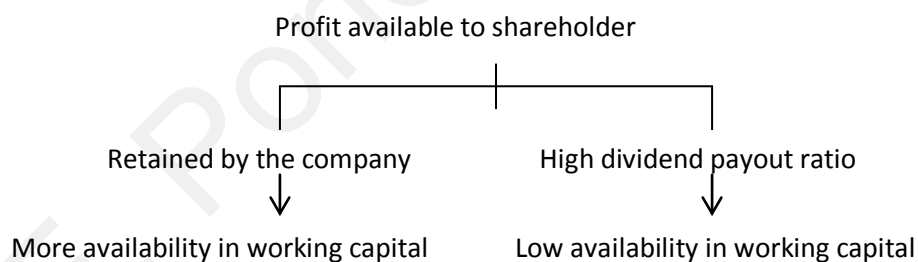 Profit available to shareholder
Retained by the company High dividend payout ratio
More availability in working capital Low availability in working capital